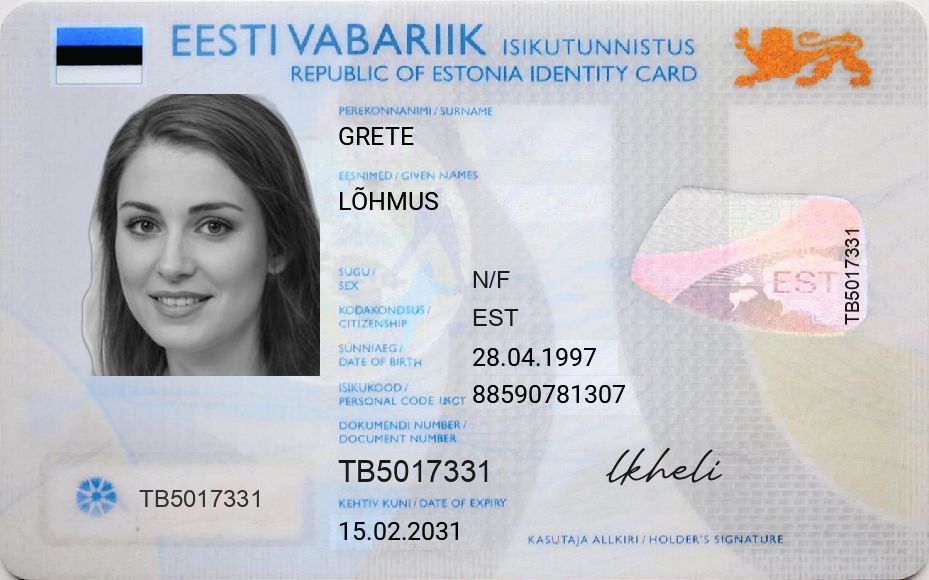 EESTI VABARIIK ISIKUTUNNISTUS
REPUBLIC OF ESTONIA IDENTITY CARD
PEREKONNANIMI / SURNAME
GRETE
EESNIMED / GIVEN NAMES
LÕHMUS
SUGU /
SEX
N/F
KODAKONDSUS /
CITIZENSHIP
EST
SÜNNIAEG /
DATE OF BIRTH
28.04.1997
ISIKUKOOD /
PERSONAL CODE
88590781307
DOKUMENDI NUMBER /
DOCUMENT NUMBER
TB5017331
KEHTIV KUNI / DATE OF EXPIRY
15.02.2031
TB5017331
EST
TB5017331
KASUTAJA ALLKIRI / HOLDER'S SIGNATURE